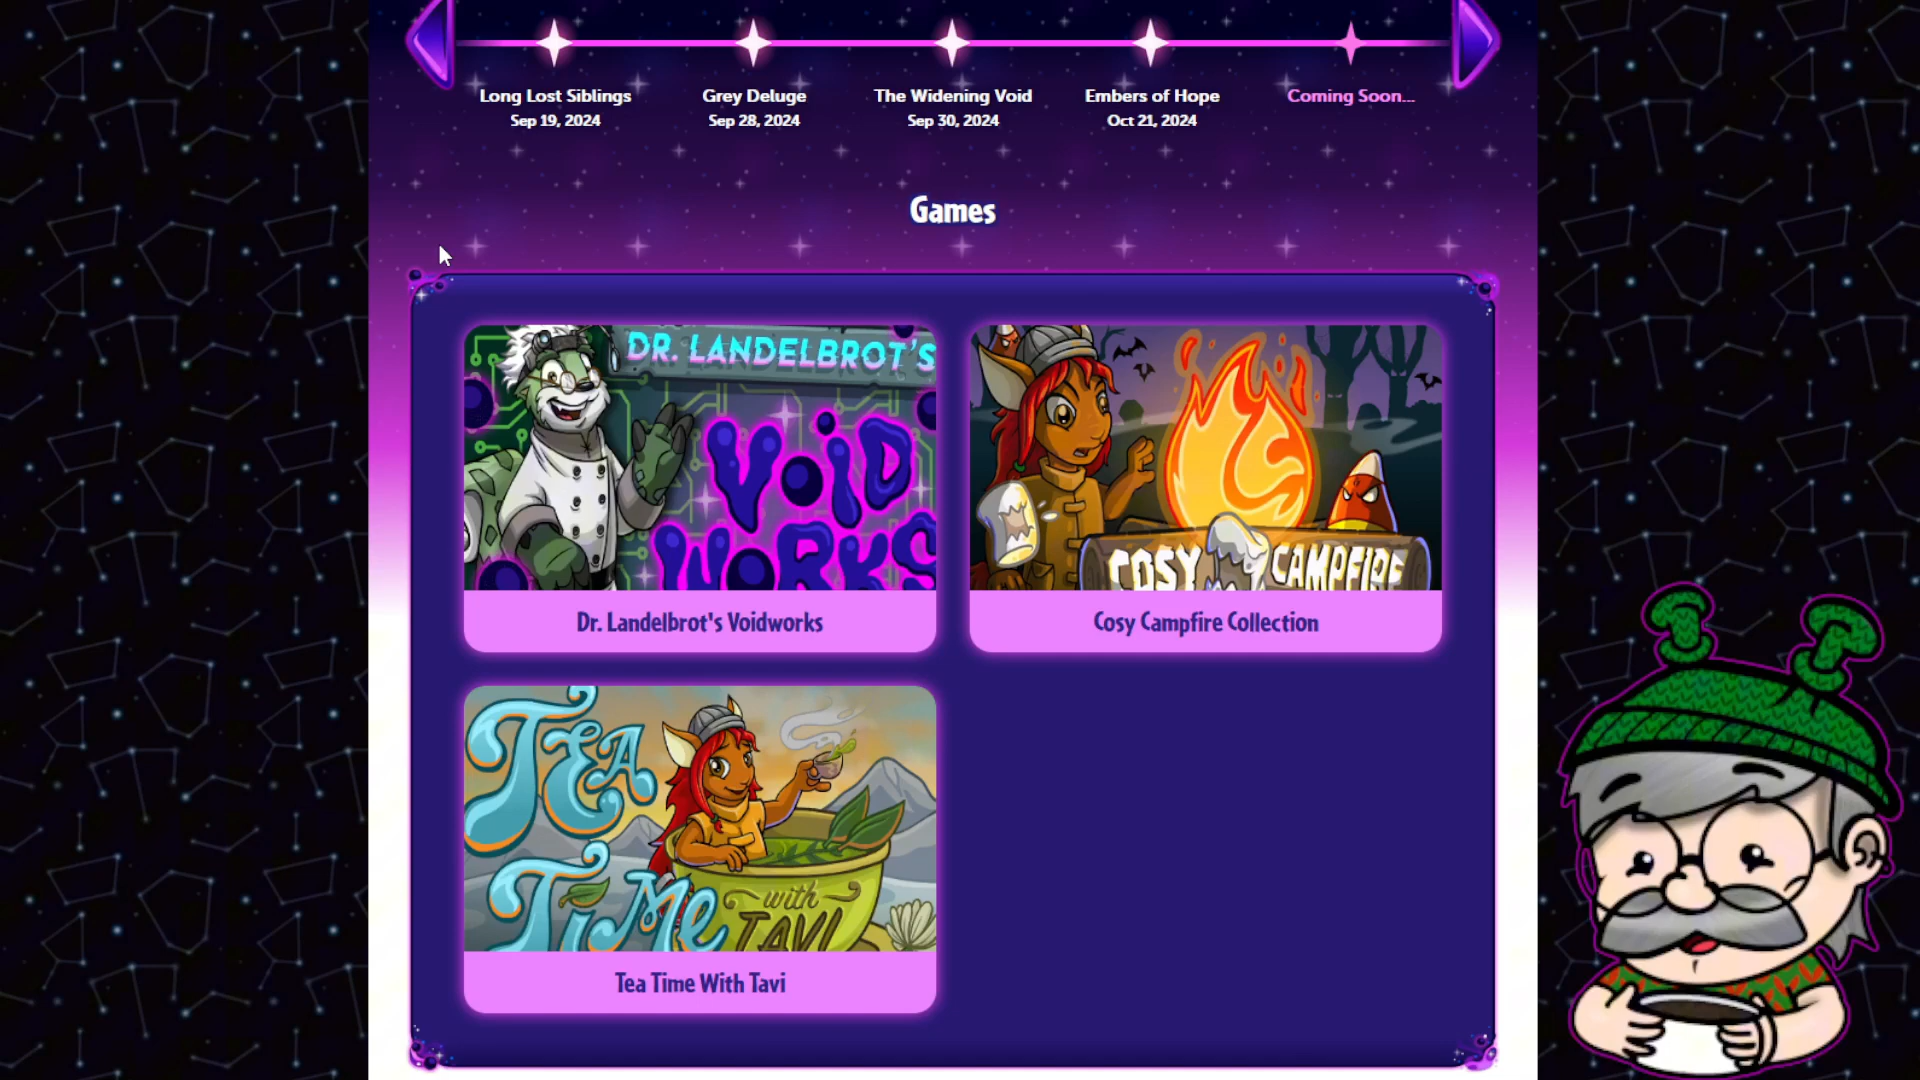 Long Lost Siblings
Sep 19, 2024
Grey Deluge
Sep 28, 2024
The Widening Void
Sep 30, 2024
Embers of Hope
Oct 21, 2024
Coming Soon...
Games
DR. LANDELBROT'S
VOID
WORKS
Dr. Landelbrot's Voidworks
COSY CAMPFIRE
Cosy Campfire Collection
TEA
TiMe
with
TAVI
Tea Time With Tavi